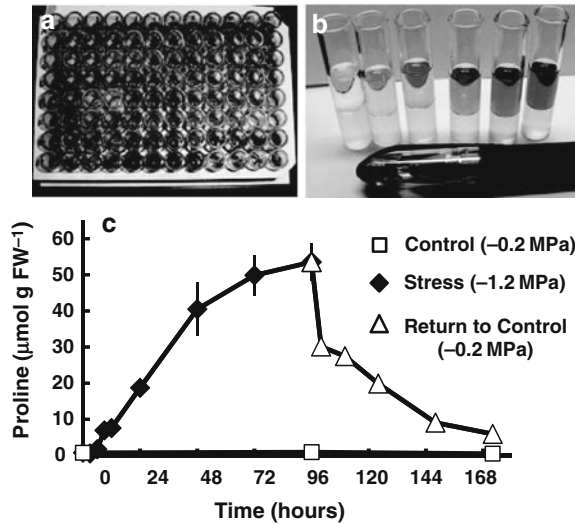 a
b
c
60
50
40
30
20
10
0
Proline (μmol g FW⁻¹)
0 24 48 72 96 120 144 168
Time (hours)
Control (–0.2 MPa)
Stress (–1.2 MPa)
Return to Control
(–0.2 MPa)